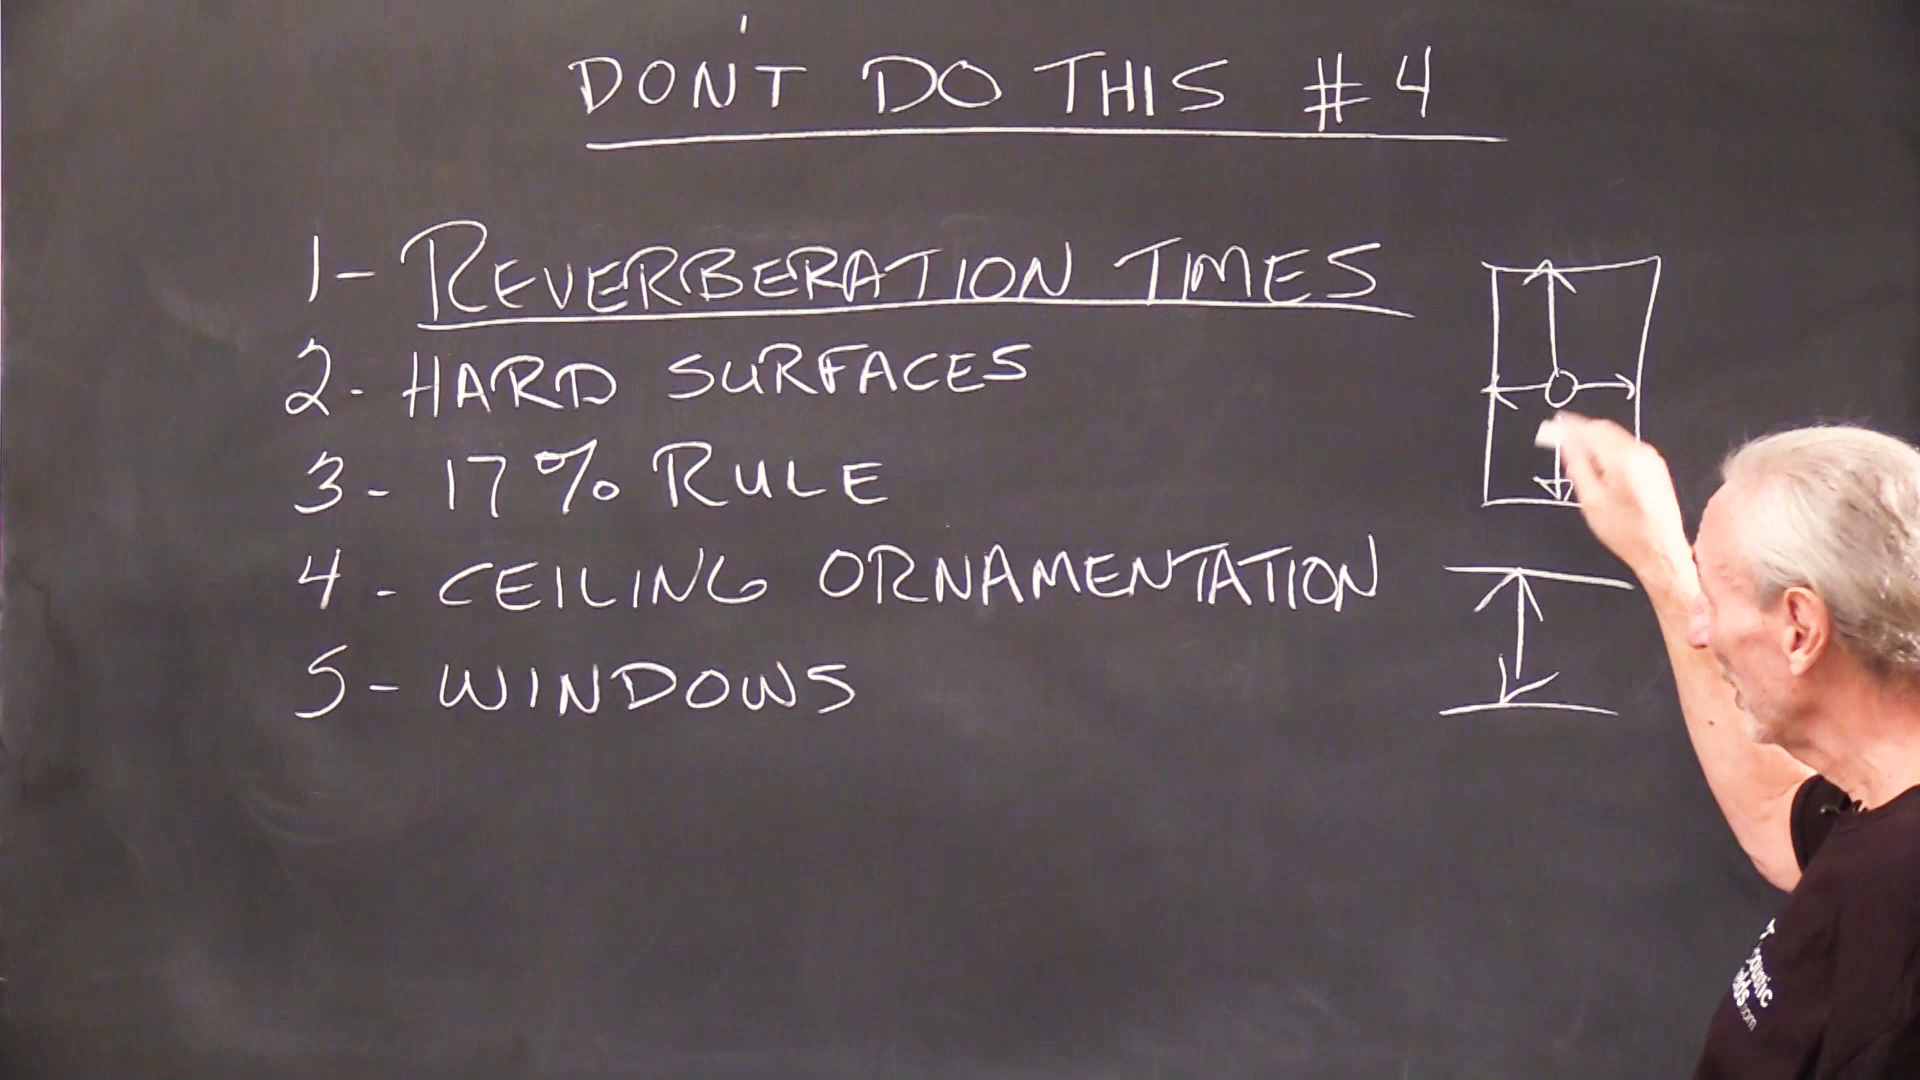 DON'T DO THIS #4
1- REVERBERATION TIMES
2- HARD SURFACES
3- 17% RULE
4- CEILING ORNAMENTATION
5- WINDOWS